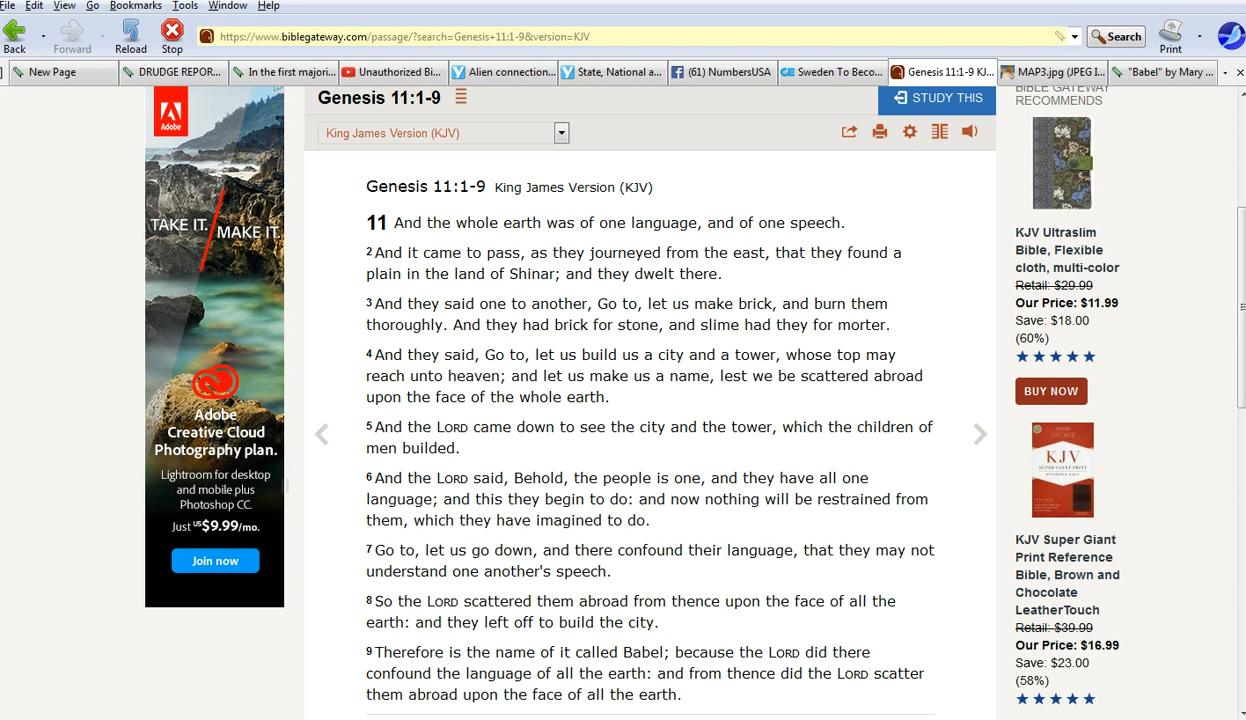 File Edit View Go Bookmarks Tools Window Help
Back Forward Reload Stop https://www.biblegateway.com/passage/?search=Genesis+11:1-9&version=KJV Search Print
New Page DRUDGE REPOR... In the first majori... Unauthorized Bi... Alien connection... State, National a... (61) NumbersUSA Sweden To Beco... Genesis 11:1-9 KJ... MAP3.jpg (JPEG I... "Babel" by Mary ...
Adobe
TAKE IT.
MAKE IT.
Adobe
Creative Cloud
Photography plan.
Lightroom for desktop
and mobile plus
Photoshop CC.
Just US$9.99/mo.
Join now
Genesis 11:1-9
STUDY THIS
King James Version (KJV)
Genesis 11:1-9 King James Version (KJV)
11 And the whole earth was of one language, and of one speech.
2 And it came to pass, as they journeyed from the east, that they found a
plain in the land of Shinar; and they dwelt there.
3 And they said one to another, Go to, let us make brick, and burn them
thoroughly. And they had brick for stone, and slime had they for morter.
4 And they said, Go to, let us build us a city and a tower, whose top may
reach unto heaven; and let us make us a name, lest we be scattered abroad
upon the face of the whole earth.
5 And the LORD came down to see the city and the tower, which the children of
men builded.
6 And the LORD said, Behold, the people is one, and they have all one
language; and this they begin to do: and now nothing will be restrained from
them, which they have imagined to do.
7 Go to, let us go down, and there confound their language, that they may not
understand one another's speech.
8 So the LORD scattered them abroad from thence upon the face of all the
earth: and they left off to build the city.
9 Therefore is the name of it called Babel; because the LORD did there
confound the language of all the earth: and from thence did the LORD scatter
them abroad upon the face of all the earth.
BIBLE GATEWAY
RECOMMENDS
KJV Ultraslim
Bible, Flexible
cloth, multi-color
Retail: $29.99
Our Price: $11.99
Save: $18.00
(60%)
BUY NOW
KJV
SUPER GIANT PRINT
KJV Super Giant
Print Reference
Bible, Brown and
Chocolate
LeatherTouch
Retail: $39.99
Our Price: $16.99
Save: $23.00
(58%)